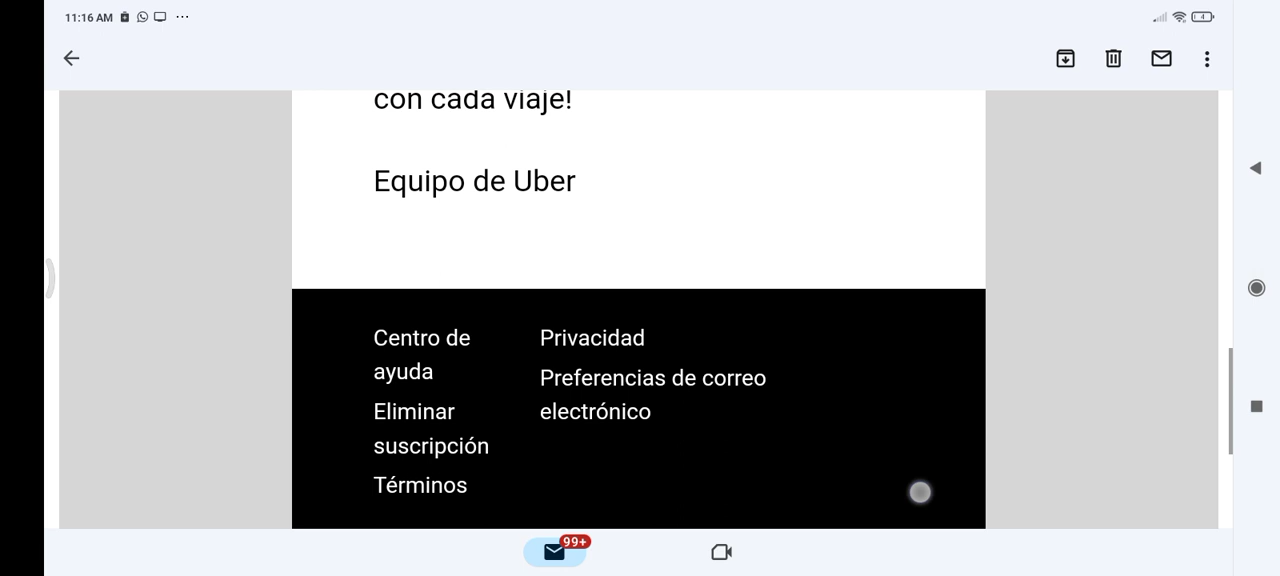 11:16 AM
4
con cada viaje!
Equipo de Uber
Centro de
ayuda
Eliminar
suscripción
Términos
Privacidad
Preferencias de correo
electrónico
99+